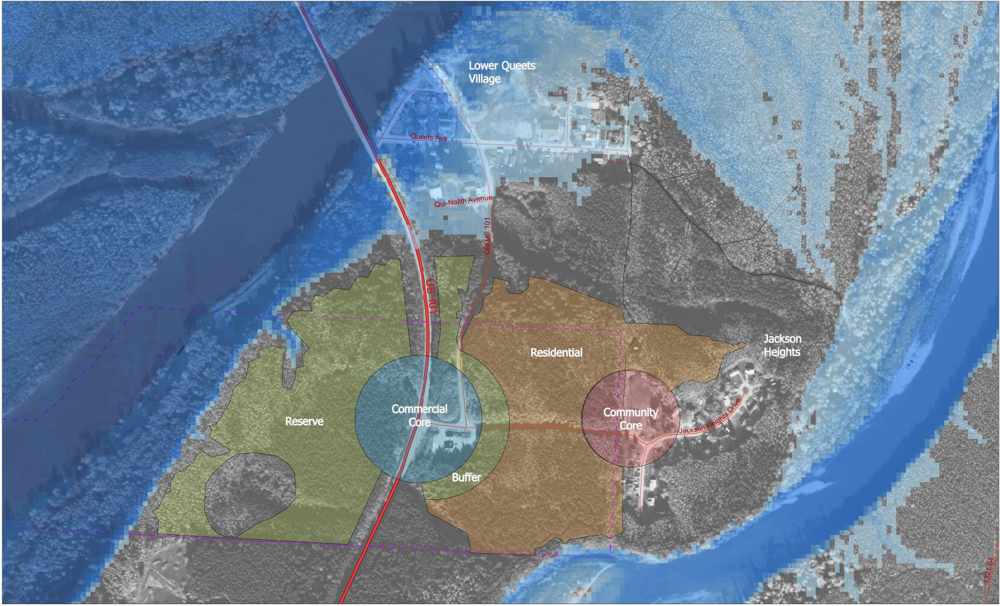 Lower Queets
Village
Queets Ave
Qui-Nailth Avenue
Old US 101
US 101
Jackson
Heights
Residential
Reserve
Commercial
Core
Community
Core
Jackson Heights Drive
Buffer
1321.64